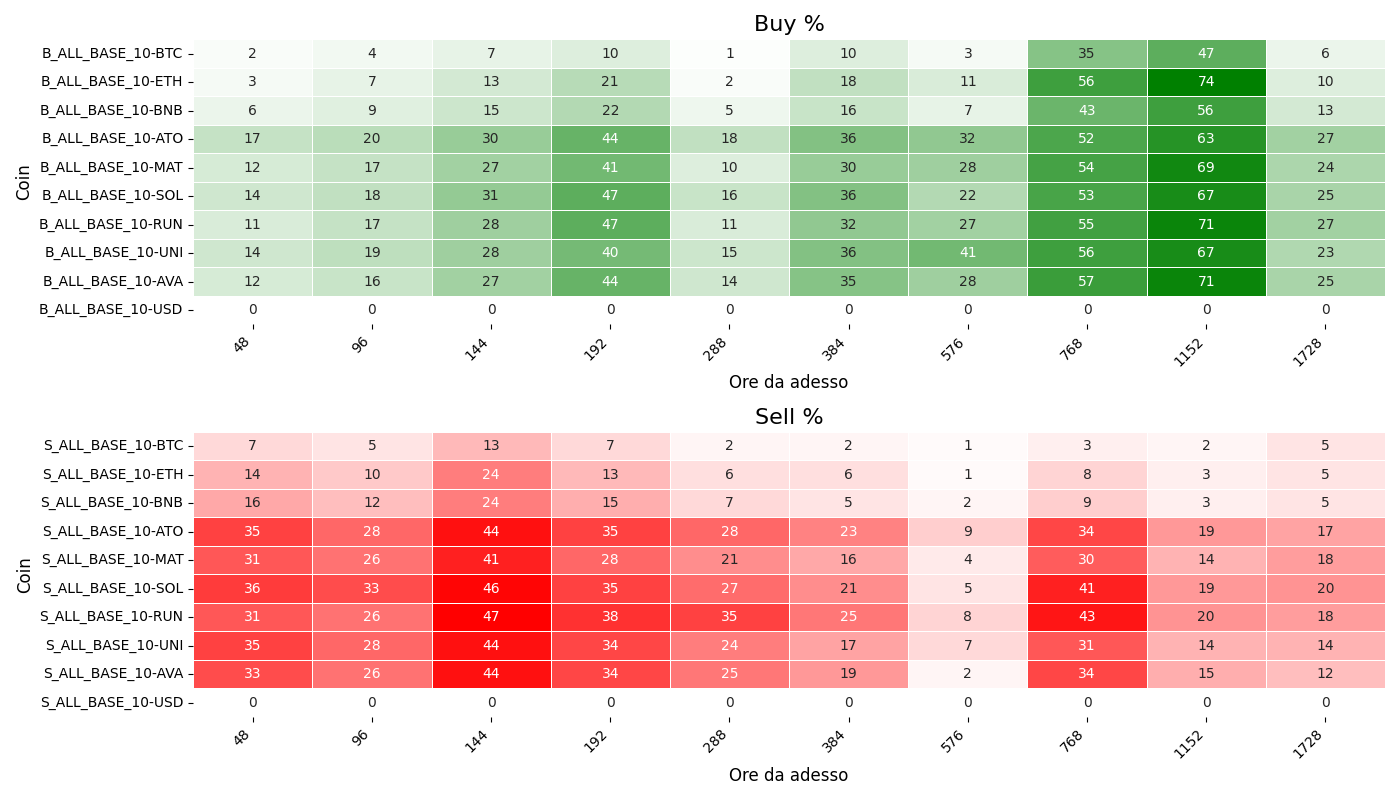 Buy %
B_ALL_BASE_10-BTC 2 4 7 10 1 10 3 35 47 6
B_ALL_BASE_10-ETH 3 7 13 21 2 18 11 56 74 10
B_ALL_BASE_10-BNB 6 9 15 22 5 16 7 43 56 13
B_ALL_BASE_10-ATO 17 20 30 44 18 36 32 52 63 27
B_ALL_BASE_10-MAT 12 17 27 41 10 30 28 54 69 24
B_ALL_BASE_10-SOL 14 18 31 47 16 36 22 53 67 25
B_ALL_BASE_10-RUN 11 17 28 47 11 32 27 55 71 27
B_ALL_BASE_10-UNI 14 19 28 40 15 36 41 56 67 23
B_ALL_BASE_10-AVA 12 16 27 44 14 35 28 57 71 25
B_ALL_BASE_10-USD 0 0 0 0 0 0 0 0 0 0
Coin
48 96 144 192 288 384 576 768 1152 1728
Ore da adesso
Sell %
S_ALL_BASE_10-BTC 7 5 13 7 2 2 1 3 2 5
S_ALL_BASE_10-ETH 14 10 24 13 6 6 1 8 3 5
S_ALL_BASE_10-BNB 16 12 24 15 7 5 2 9 3 5
S_ALL_BASE_10-ATO 35 28 44 35 28 23 9 34 19 17
S_ALL_BASE_10-MAT 31 26 41 28 21 16 4 30 14 18
S_ALL_BASE_10-SOL 36 33 46 35 27 21 5 41 19 20
S_ALL_BASE_10-RUN 31 26 47 38 35 25 8 43 20 18
S_ALL_BASE_10-UNI 35 28 44 34 24 17 7 31 14 14
S_ALL_BASE_10-AVA 33 26 44 34 25 19 2 34 15 12
S_ALL_BASE_10-USD 0 0 0 0 0 0 0 0 0 0
Coin
48 96 144 192 288 384 576 768 1152 1728
Ore da adesso